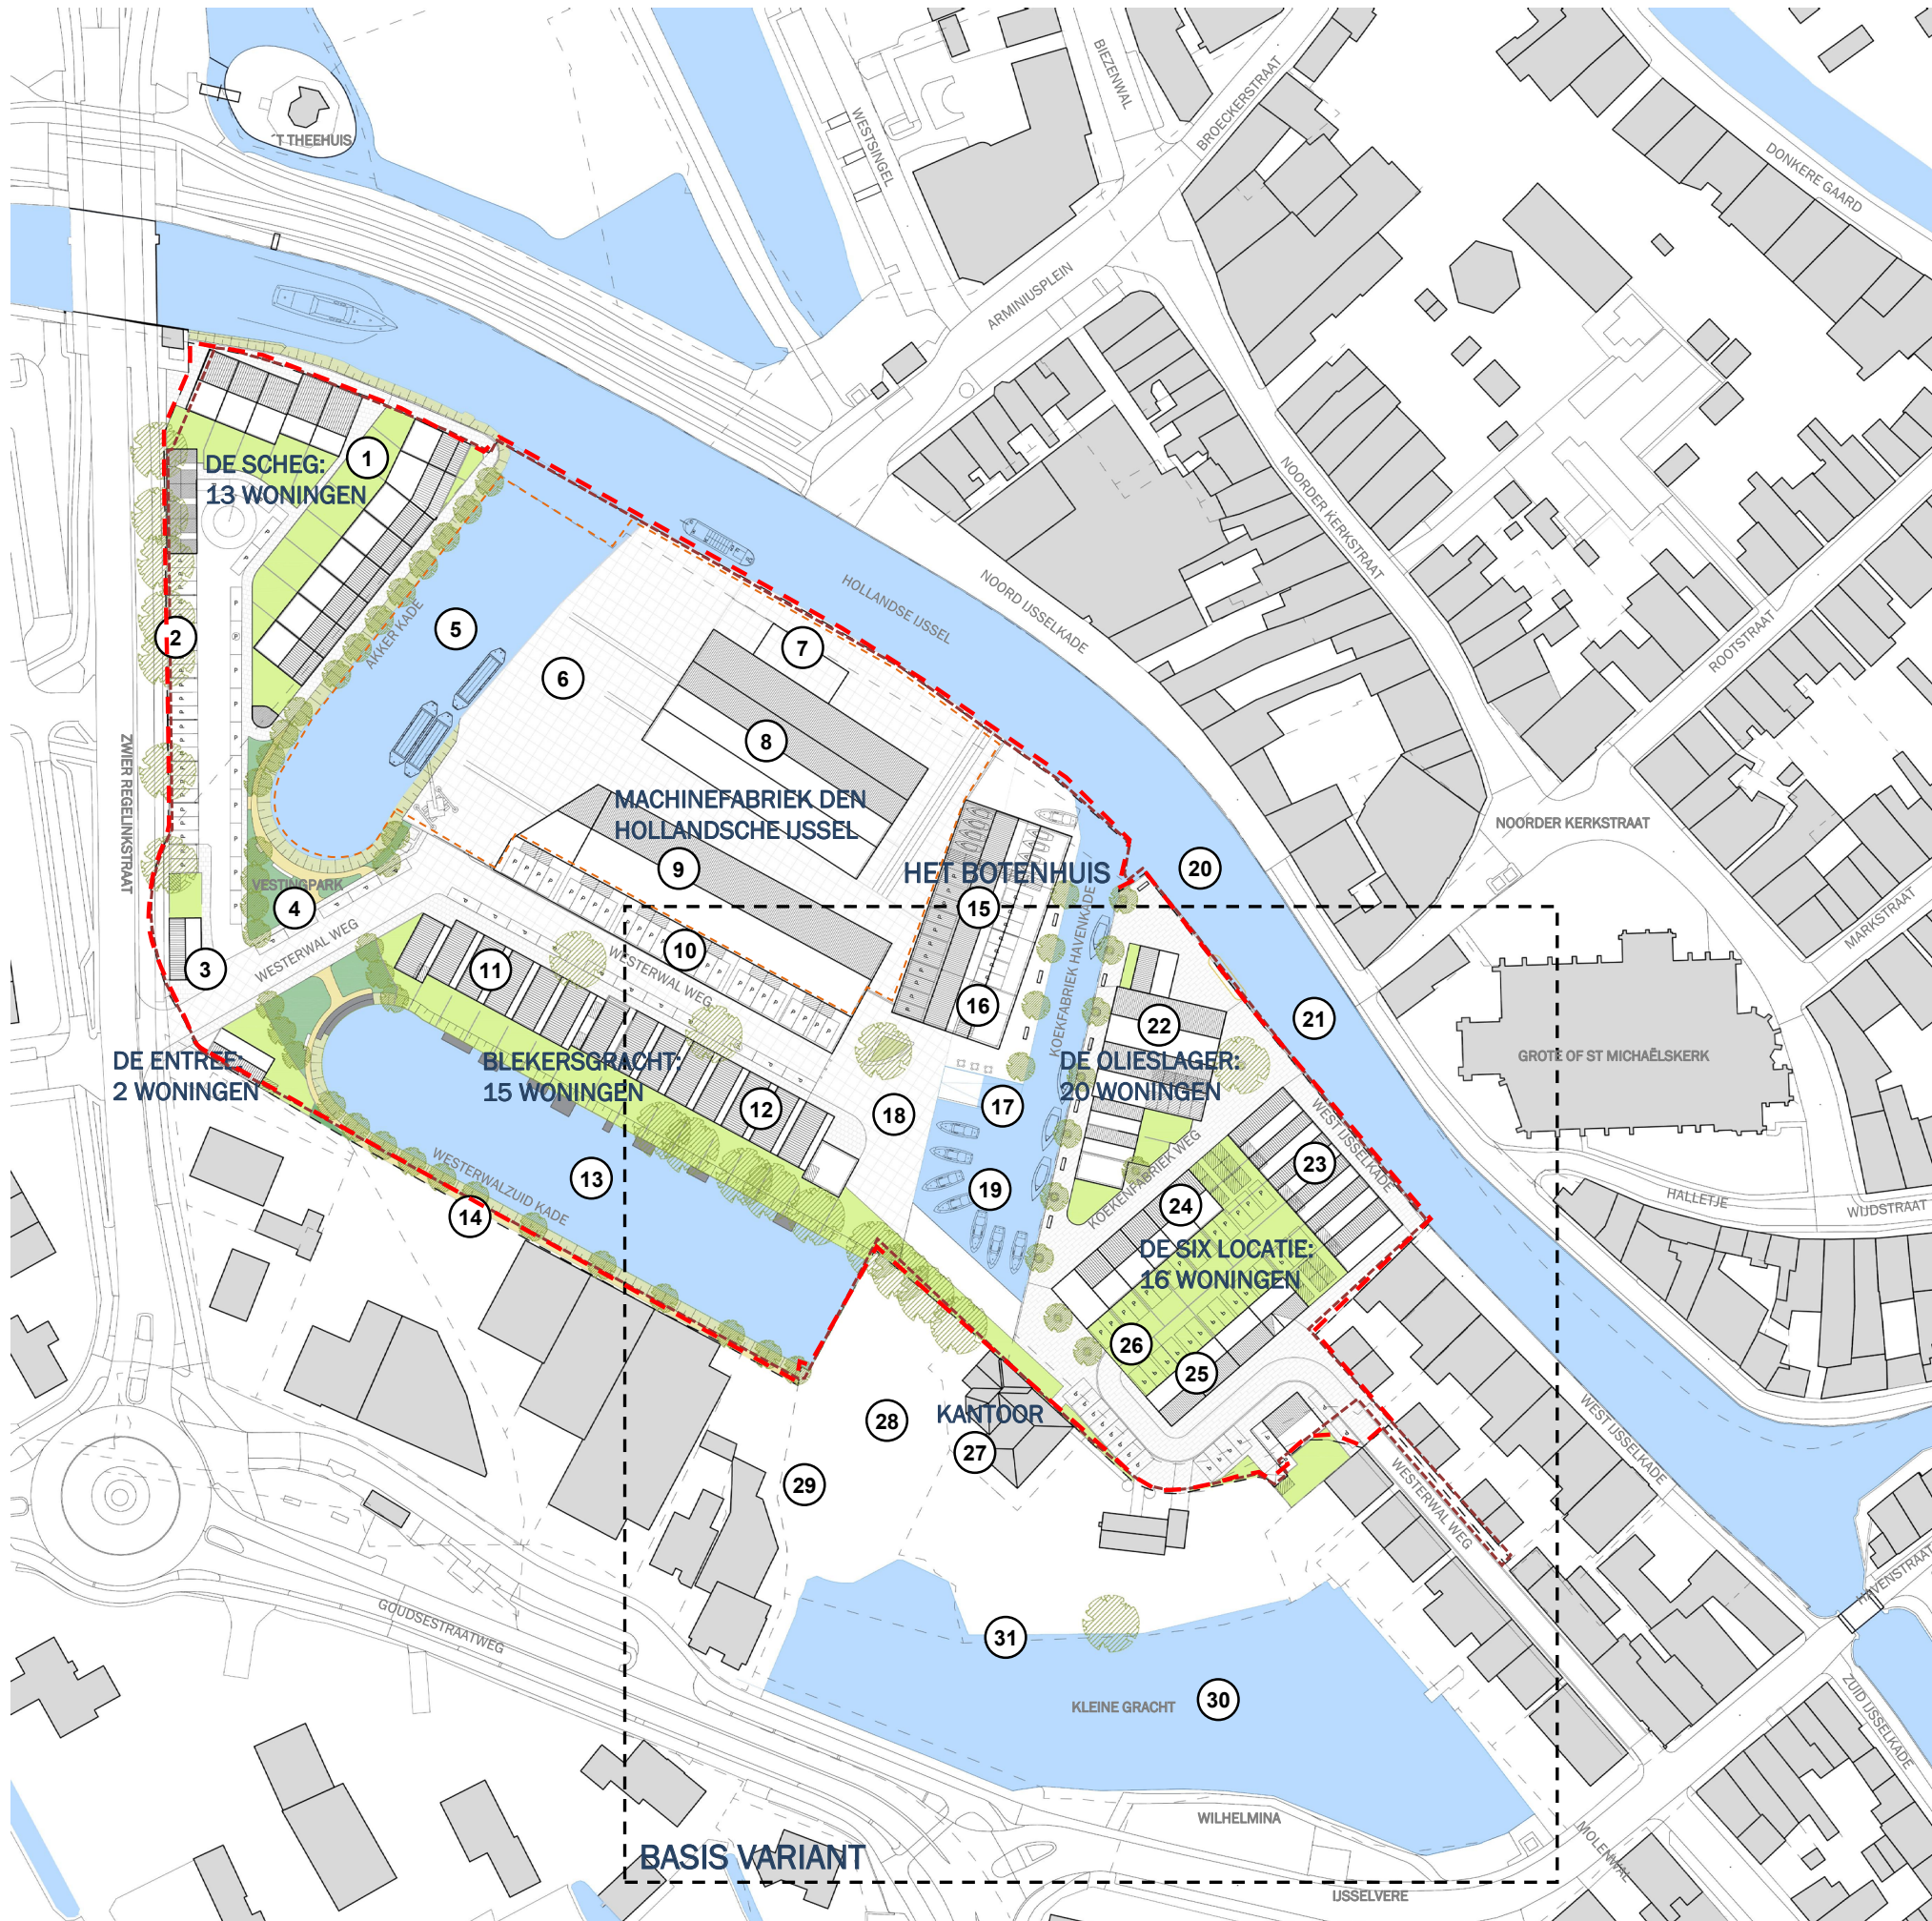 'T THEEHUIS
WESTSINGEL
BIEZENWAL
BROECKERSTRAAT
DONKERE GAARD
ARMINIUSPLEIN
1
DE SCHEG:
13 WONINGEN
2
ZWIER REGELINKSTRAAT
AKKER KADE
5
6
7
8
HOLLANDSE IJSSEL
NOORD IJSSELKADE
NOORDER KERKSTRAAT
ROOTSTRAAT
NOORDER KERKSTRAAT
MARKSTRAAT
MACHINEFABRIEK DEN
HOLLANDSCHE IJSSEL
9
VESTINGPARK
4
3
WESTERWAL WEG
11
10
WESTERWAL WEG
HET BOTENHUIS
15
16
KOEKFABRIEK HAVENKADE
20
21
22
DE OLIESLAGER:
20 WONINGEN
GROTE OF ST MICHAËLSKERK
DE ENTREE:
2 WONINGEN
BLEKERSGRACHT:
15 WONINGEN
12
18
17
19
13
WESTERWALZUID KADE
14
KOEKENFABRIEK WEG
WEST IJSSELKADE
23
24
DE SIX LOCATIE:
16 WONINGEN
26
25
HALLETJE
WIJDSTRAAT
28
KANTOOR
27
29
WEST IJSSELKADE
WESTERWAL WEG
HAVENSTRAAT
GOUDSESTRAATWEG
31
KLEINE GRACHT
30
ZUID IJSSELKADE
WILHELMINA
MOLENWAL
BASIS VARIANT
IJSSELVERE